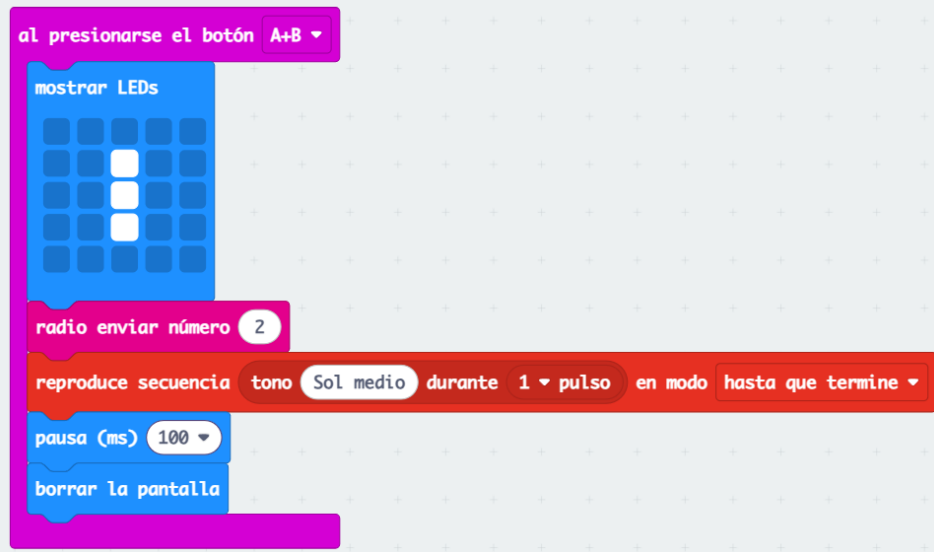 al presionarse el botón A+B
mostrar LEDs
radio enviar número 2
reproduce secuencia tono Sol medio durante 1 pulso en modo hasta que termine
pausa (ms) 100
borrar la pantalla